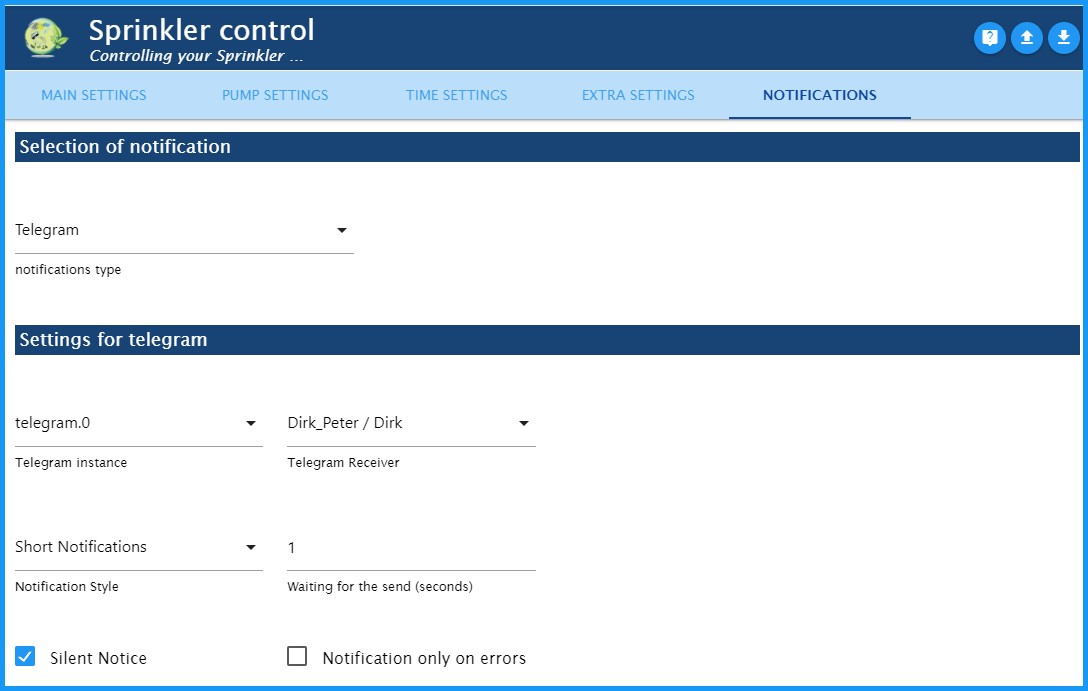 Sprinkler control
Controlling your Sprinkler ...
MAIN SETTINGS PUMP SETTINGS TIME SETTINGS EXTRA SETTINGS NOTIFICATIONS
Selection of notification
Telegram
notifications type
Settings for telegram
telegram.0 Dirk_Peter / Dirk
Telegram instance Telegram Receiver
Short Notifications 1
Notification Style Waiting for the send (seconds)
Silent Notice Notification only on errors